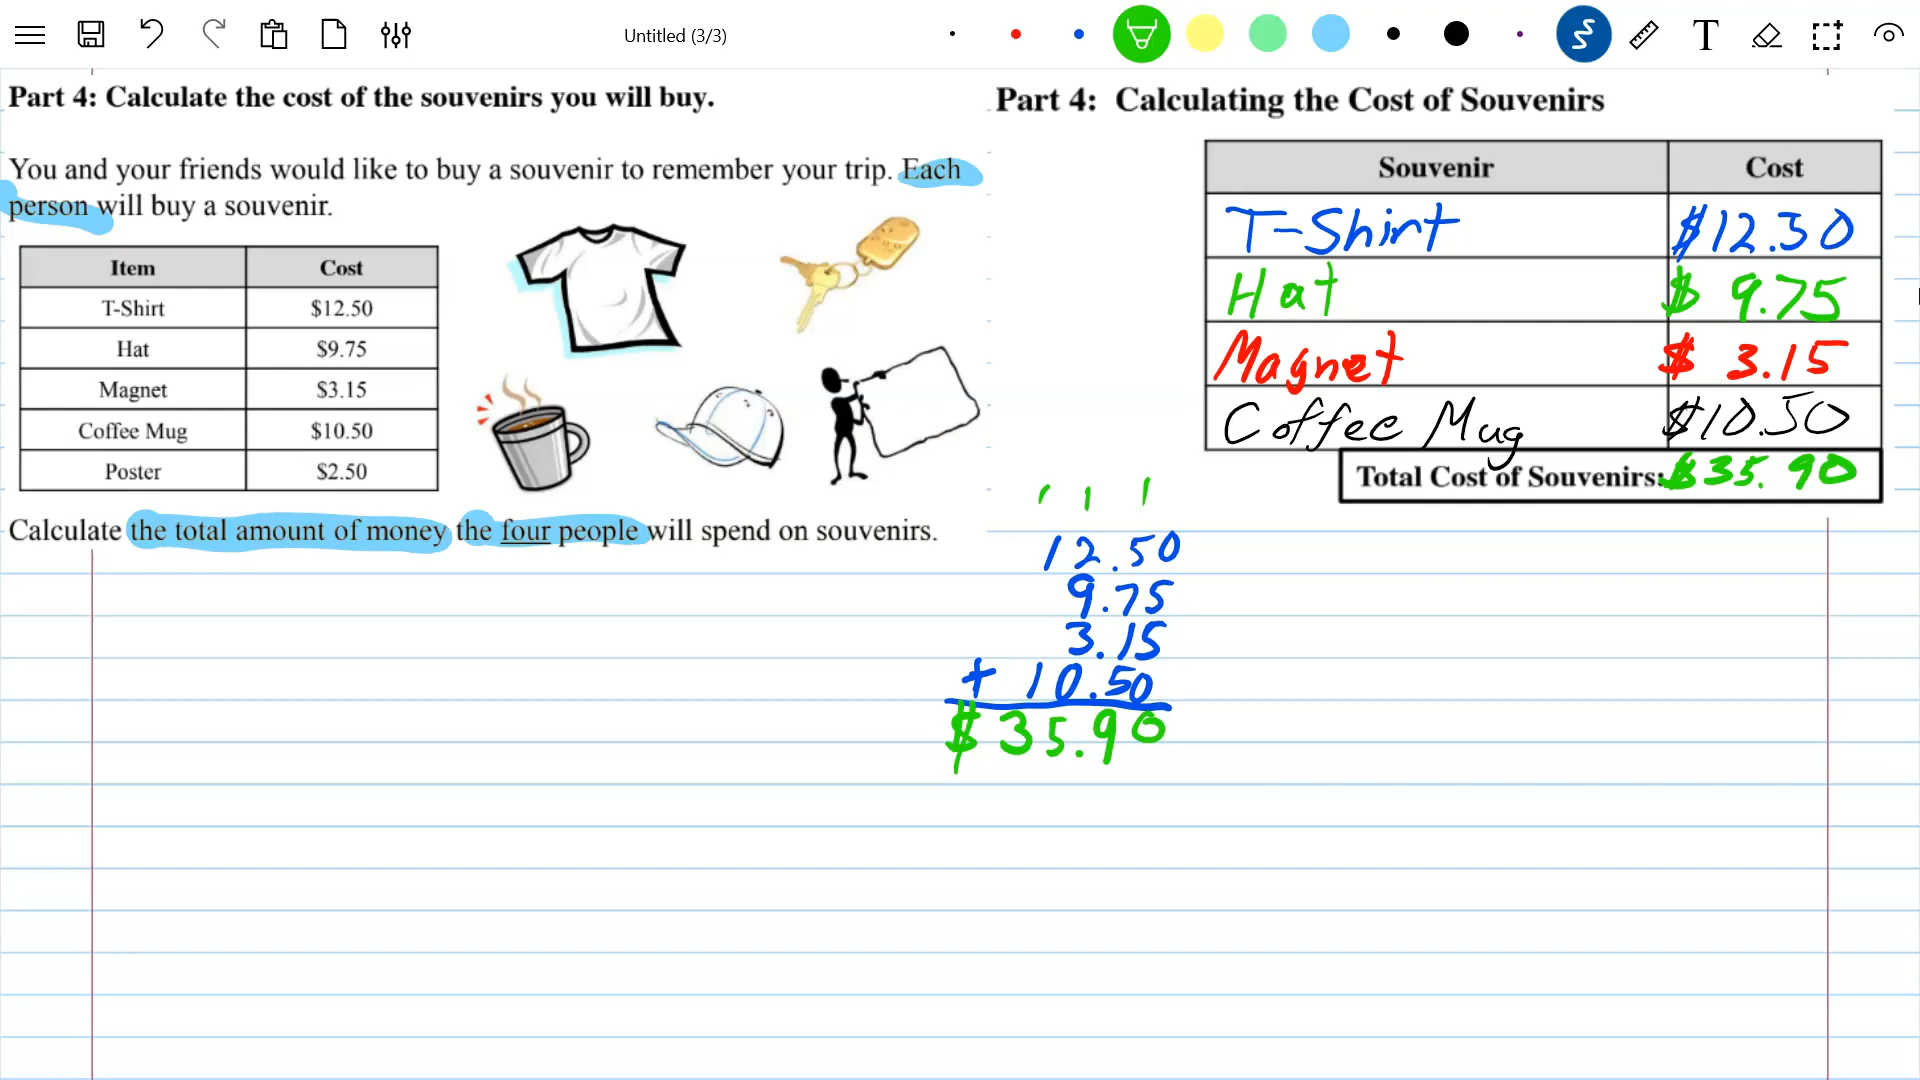 Untitled (3/3)
T
Part 4: Calculate the cost of the souvenirs you will buy.
You and your friends would like to buy a souvenir to remember your trip. Each
person will buy a souvenir.
Item Cost
T-Shirt $12.50
Hat $9.75
Magnet $3.15
Coffee Mug $10.50
Poster $2.50
Calculate the total amount of money the four people will spend on souvenirs.
Part 4: Calculating the Cost of Souvenirs
Souvenir Cost
T-Shirt $12.50
Hat $ 9.75
Magnet $ 3.15
Coffee Mug $10.50
Total Cost of Souvenirs: $35.90
1 1 1
12.50
9.75
3.15
+ 10.50
$ 35.90